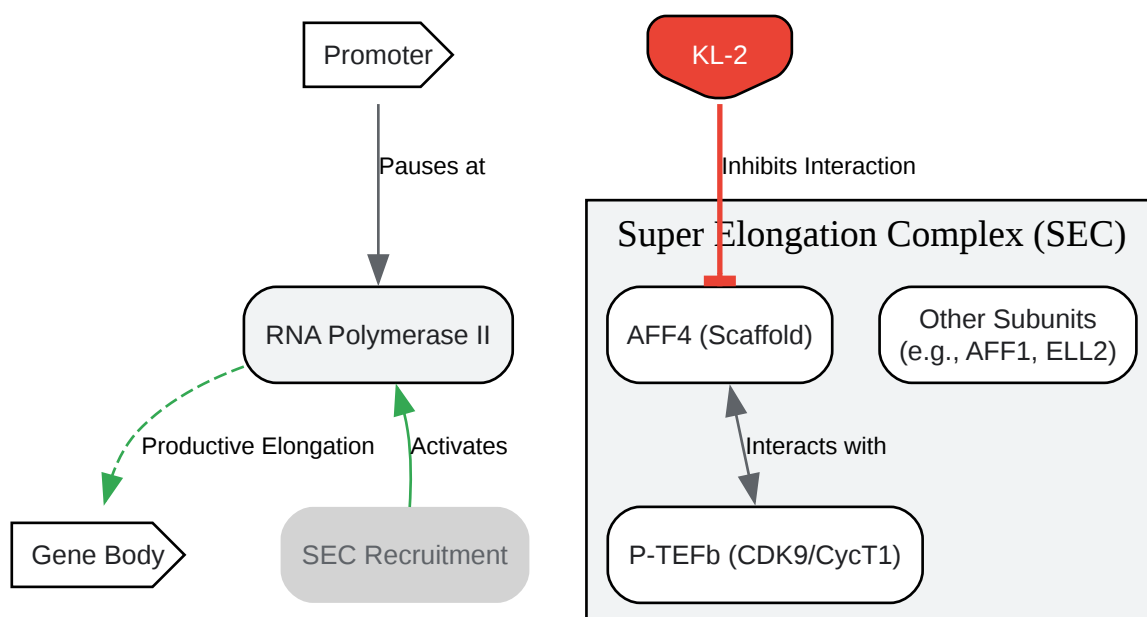 Promoter
KL-2
Pauses at
Inhibits Interaction
Super Elongation Complex (SEC)
RNA Polymerase II
AFF4 (Scaffold)
Other Subunits
(e.g., AFF1, ELL2)
Productive Elongation
Activates
Interacts with
Gene Body
SEC Recruitment
P-TEFb (CDK9/CycT1)